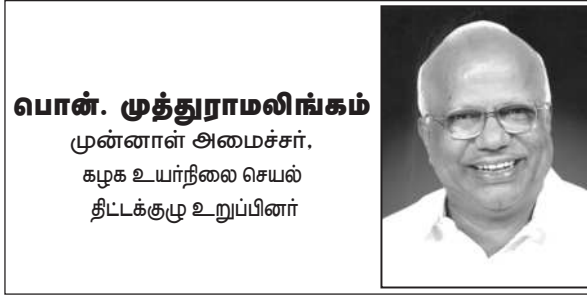 பொன். முத்துராமலிங்கம்
முன்னாள் அமைச்சர்,
கழக உயர்நிலை செயல்
திட்டக்குழு உறுப்பினர்